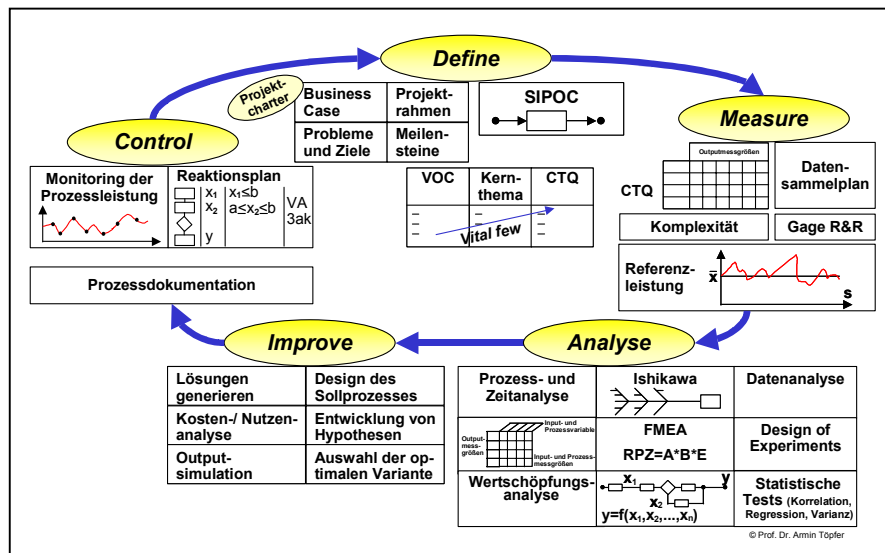 Define
Projekt-
charter
Business
Case
Projekt-
rahmen
Probleme
und Ziele
Meilen-
steine
SIPOC
VOC
Kern-
thema
CTQ
Vital few
Measure
Outputmessgrößen
CTQ
Daten-
sammelplan
Komplexität
Gage R&R
Referenz-
leistung
x̅
s
Analyse
Prozess- und
Zeitanalyse
Ishikawa
Datenanalyse
Input- und
Prozessvariable
Output-
mess-
größen
Input- und Prozess-
messgrößen
FMEA
RPZ=A*B*E
Design of
Experiments
Wertschöpfungs-
analyse
x₁
x₂
y
y=f(x₁,x₂,...,xₙ)
Statistische
Tests (Korrelation,
Regression, Varianz)
Improve
Lösungen
generieren
Design des
Sollprozesses
Kosten-/ Nutzen-
analyse
Entwicklung von
Hypothesen
Output-
simulation
Auswahl der op-
timalen Variante
Control
Monitoring der
Prozessleistung
Reaktionsplan
x₁
x₁≤b
x₂
a≤x₂≤b
y
VA
3ak
Prozessdokumentation
© Prof. Dr. Armin Töpfer